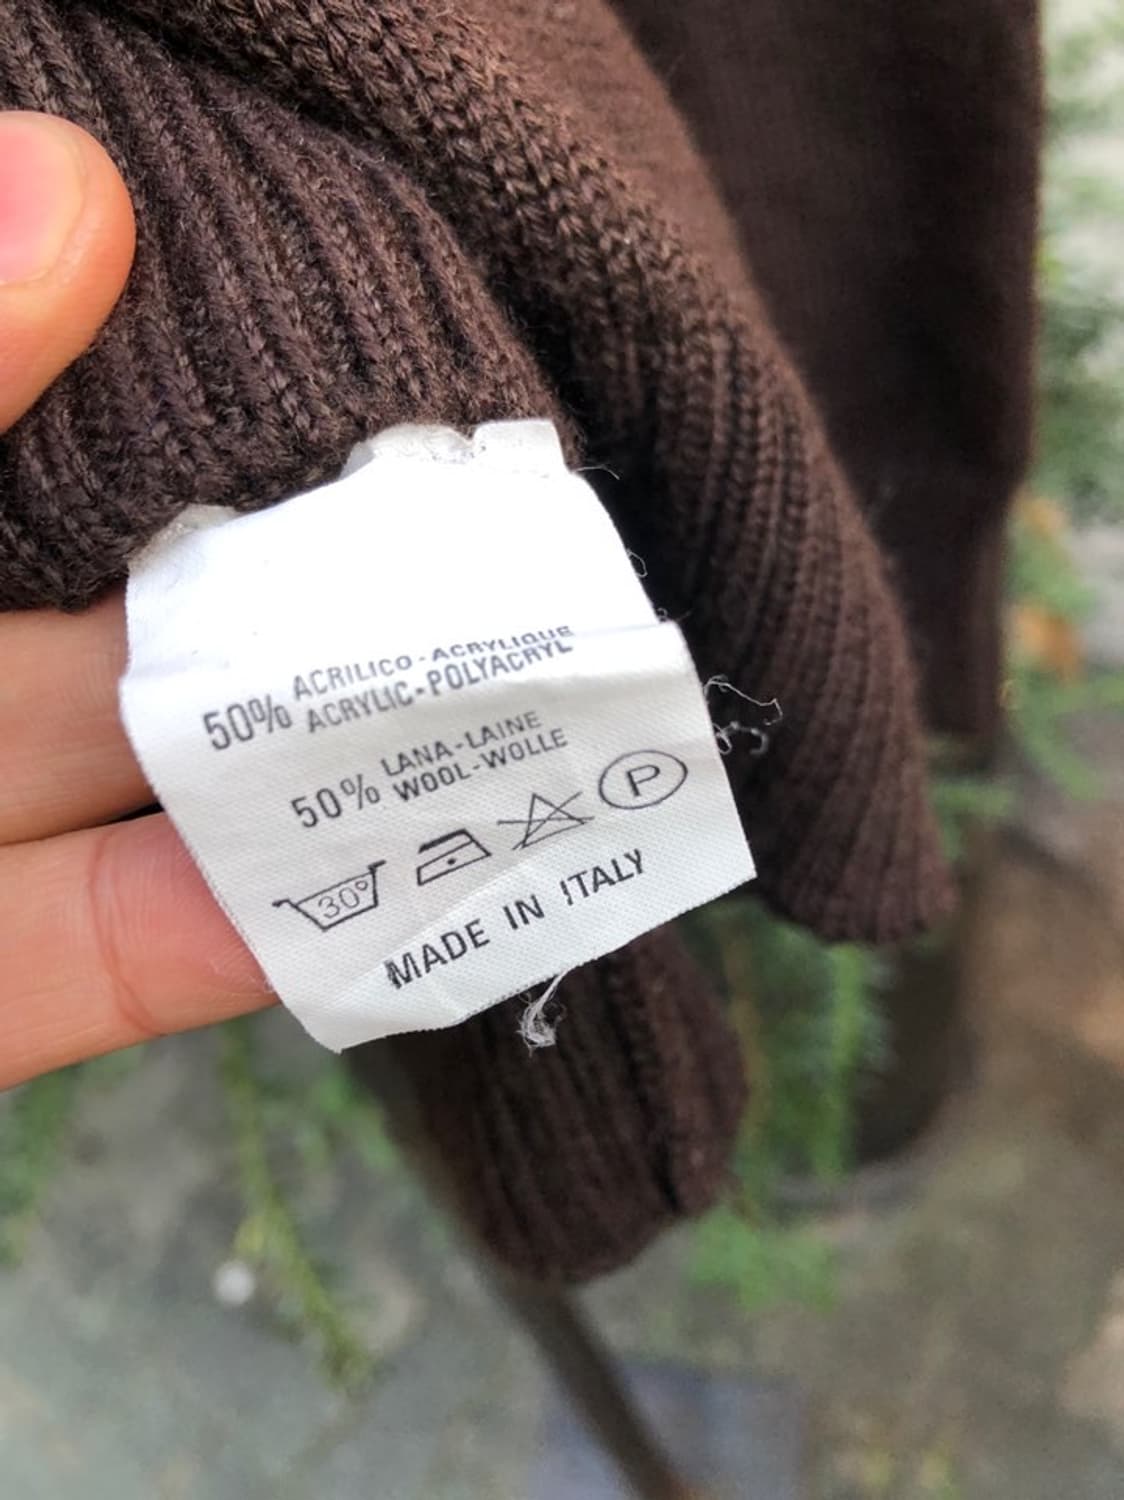 50% ACRILICO - ACRYLIQUE
ACRYLIC - POLYACRYL
50% LANA - LAINE
WOOL - WOLLE
30° P
MADE IN ITALY